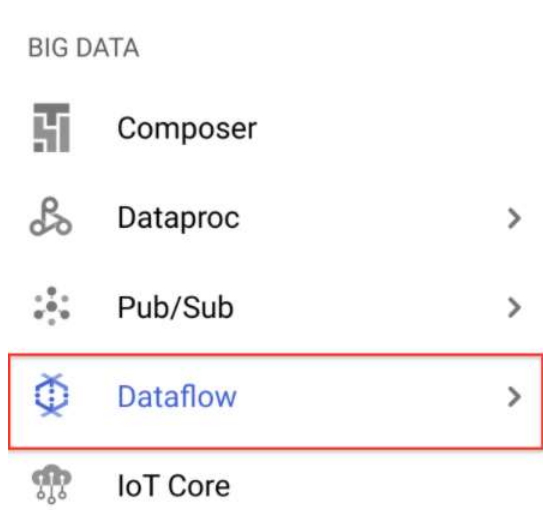 BIG DATA
Composer
Dataproc
Pub/Sub
Dataflow
IoT Core